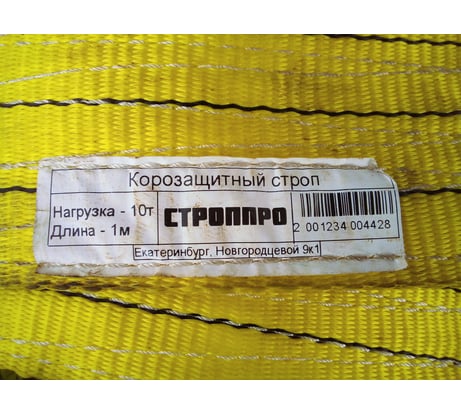 Корозащитный строп
Нагрузка - 10т
Длина - 1м
СТРОППРО
2 001234 004428
Екатеринбург, Новгородцевой 9к1